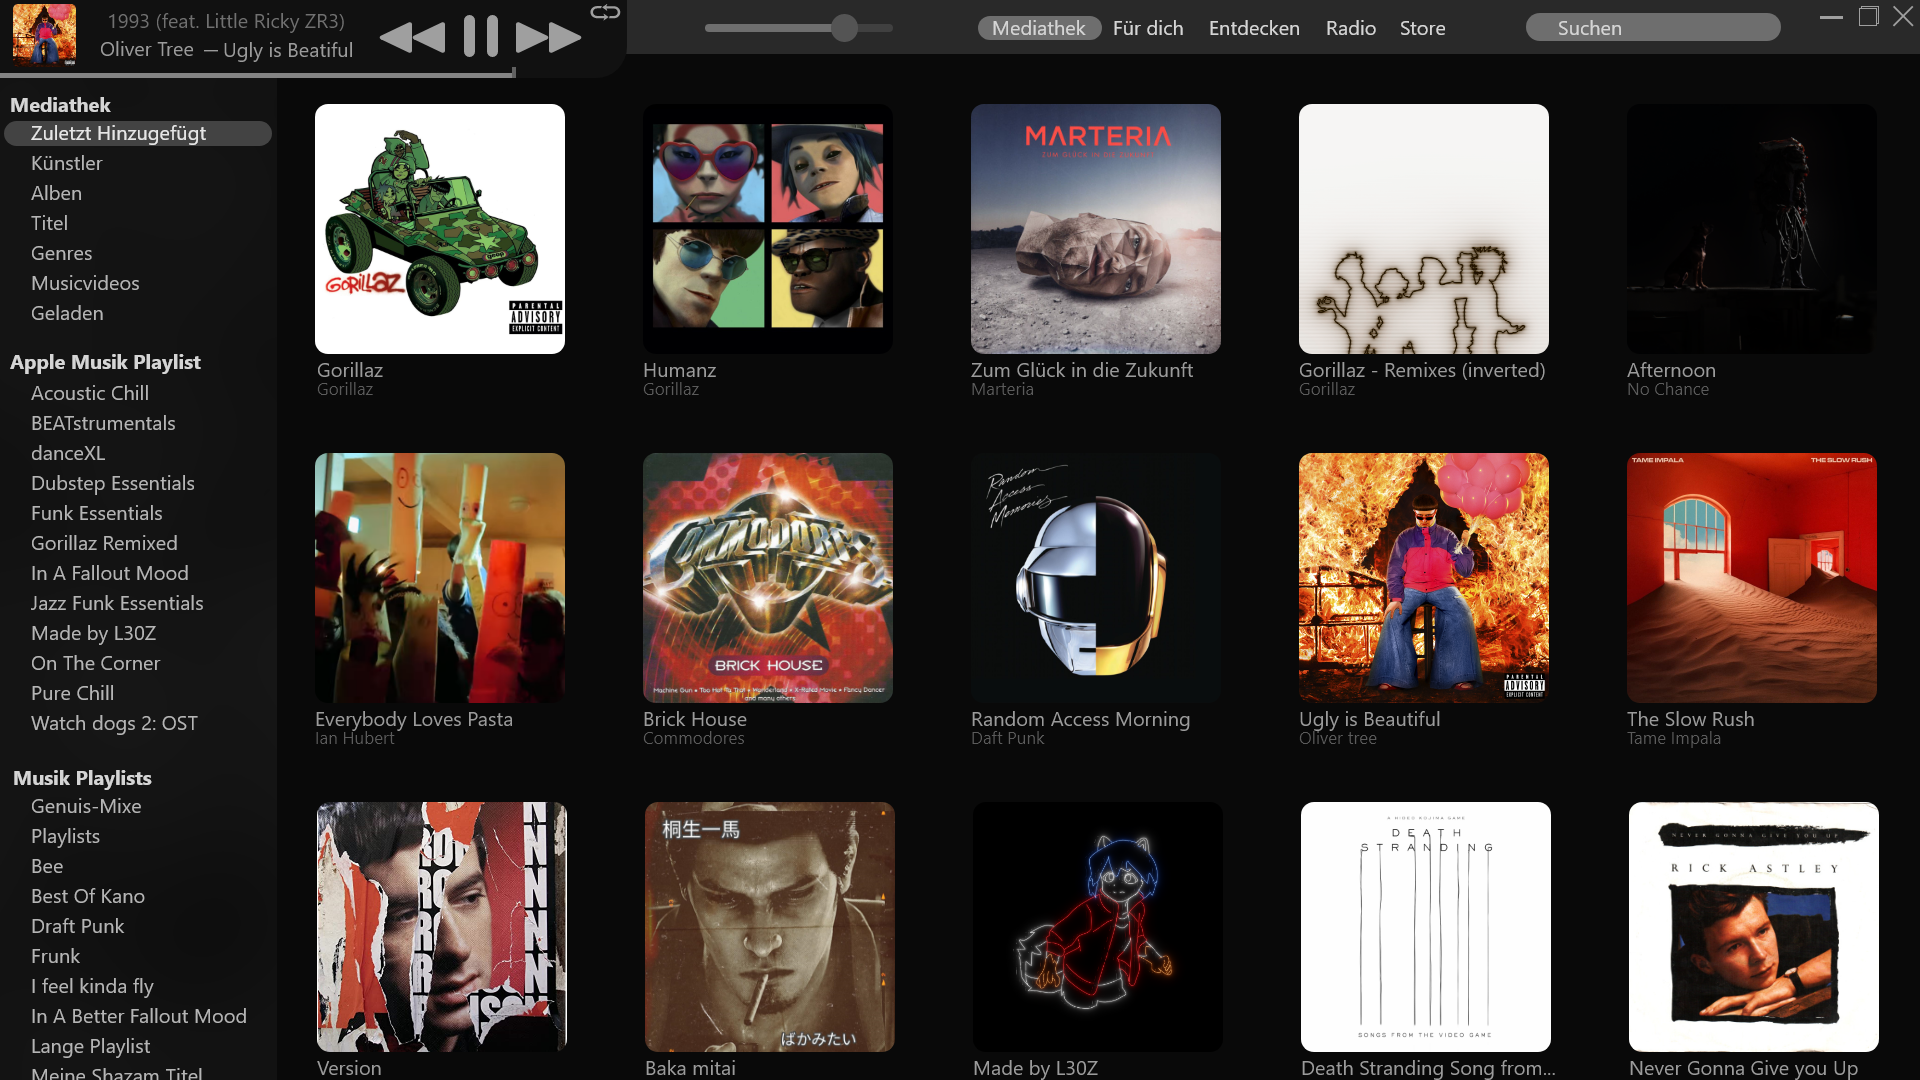 1993 (feat. Little Ricky ZR3)
Oliver Tree — Ugly is Beatiful
Mediathek
Für dich
Entdecken
Radio
Store
Suchen
Mediathek
Zuletzt Hinzugefügt
Künstler
Alben
Titel
Genres
Musicvideos
Geladen
Apple Musik Playlist
Acoustic Chill
BEATstrumentals
danceXL
Dubstep Essentials
Funk Essentials
Gorillaz Remixed
In A Fallout Mood
Jazz Funk Essentials
Made by L30Z
On The Corner
Pure Chill
Watch dogs 2: OST
Musik Playlists
Genuis-Mixe
Playlists
Bee
Best Of Kano
Draft Punk
Frunk
I feel kinda fly
In A Better Fallout Mood
Lange Playlist
Meine Shazam Titel
GORILLAZ
PARENTAL
ADVISORY
EXPLICIT CONTENT
Gorillaz
Gorillaz
Humanz
Gorillaz
MARTERIA
ZUM GLÜCK IN DIE ZUKUNFT
Zum Glück in die Zukunft
Marteria
Gorillaz - Remixes (inverted)
Gorillaz
Afternoon
No Chance
Everybody Loves Pasta
Ian Hubert
COMMODORES
BRICK HOUSE
Machine Gun • Too Hot Ta Trot • Wonderland • X-Rated Movie • Fancy Dancer
and many others
Brick House
Commodores
Random
Access
Memories
Random Access Morning
Daft Punk
PARENTAL
ADVISORY
EXPLICIT CONTENT
Ugly is Beautiful
Oliver tree
TAME IMPALA
THE SLOW RUSH
The Slow Rush
Tame Impala
Version
桐生一馬
ばかみたい
Baka mitai
Made by L30Z
A HIDEO KOJIMA GAME
DEATH
STRANDING
SONGS FROM THE VIDEO GAME
Death Stranding Song from...
NEVER GONNA GIVE YOU UP
RICK ASTLEY
Never Gonna Give you Up